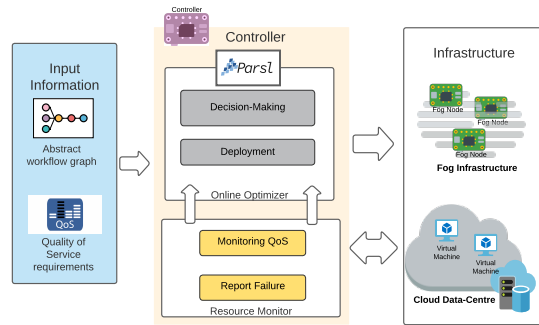 Controller
Controller
Input
Information
Abstract
workflow graph
QoS
Quality of
Service
requirements
Parsl
Decision-Making
Deployment
Online Optimizer
Monitoring QoS
Report Failure
Resource Monitor
Infrastructure
Fog Node
Fog Node
Fog Node
Fog Infrastructure
Virtual
Machine
Virtual
Machine
Cloud Data-Centre